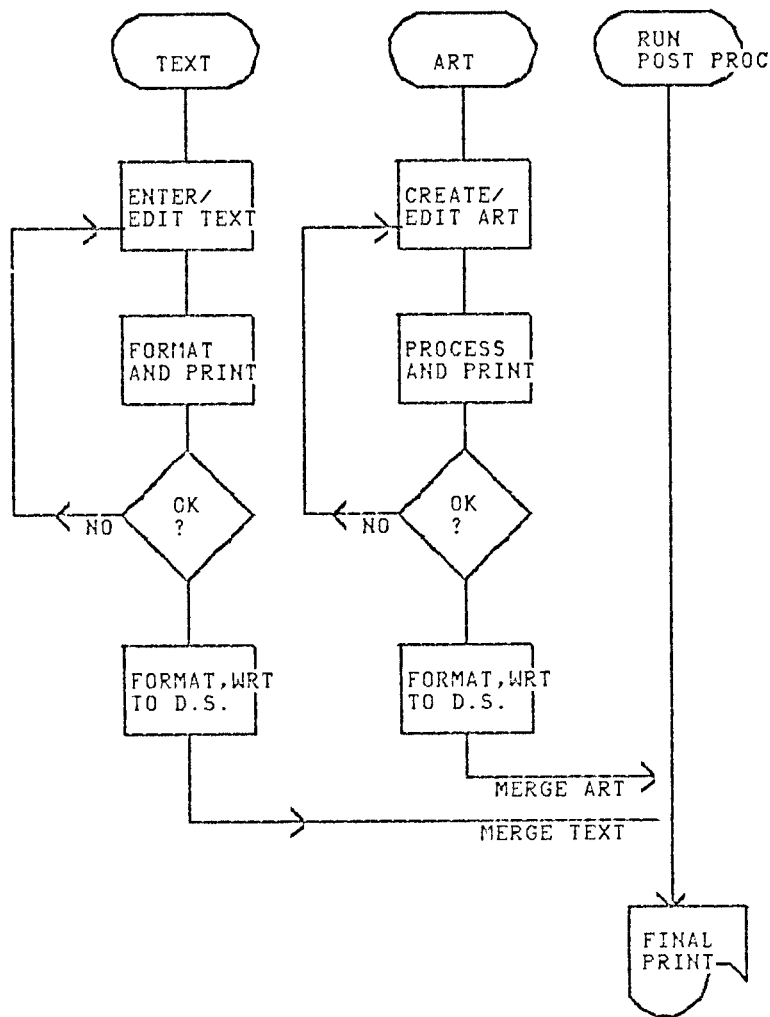 TEXT
ART
RUN
POST PROC
ENTER/
EDIT TEXT
CREATE/
EDIT ART
FORMAT
AND PRINT
PROCESS
AND PRINT
OK
?
NO
OK
?
NO
FORMAT,WRT
TO D.S.
FORMAT,WRT
TO D.S.
MERGE ART
MERGE TEXT
FINAL
PRINT